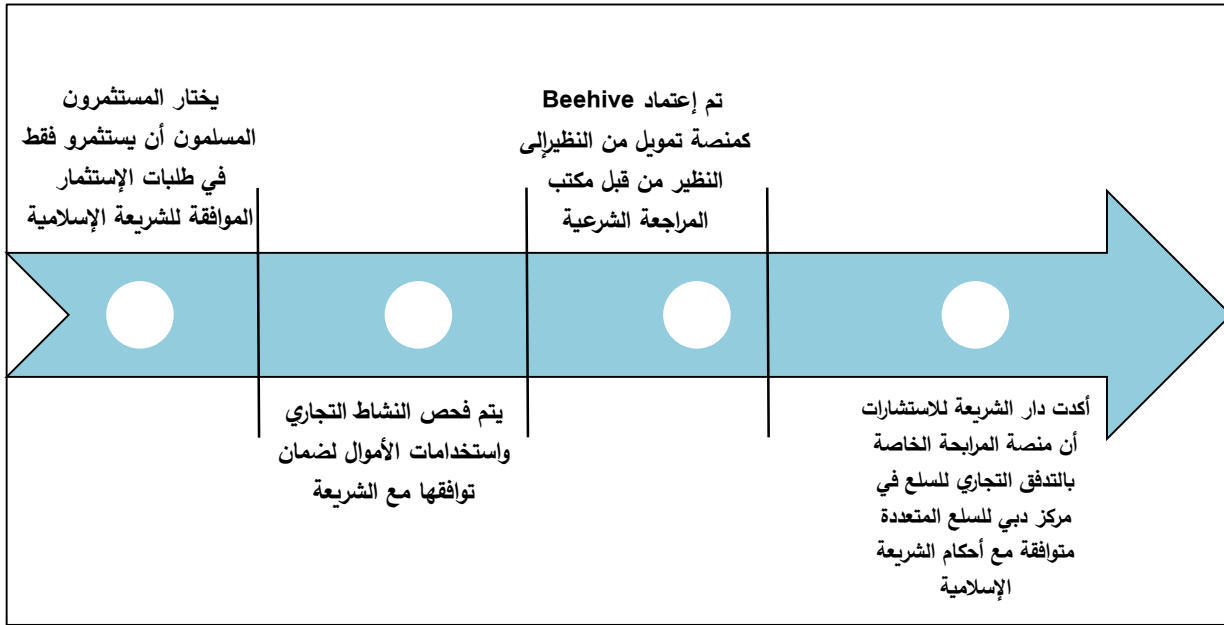 يختار المستثمرون
المسلمون أن يستثمرو فقط
في طلبات الإستثمار
الموافقة للشريعة الإسلامية
يتم فحص النشاط التجاري
واستخدامات الأموال لضمان
توافقها مع الشريعة
تم إعتماد Beehive
كمنصة تمويل من النظيرإلى
النظير من قبل مكتب
المراجعة الشرعية
أكدت دار الشريعة للاستشارات
أن منصة المرابحة الخاصة
بالتدفق التجاري للسلع في
مركز دبي للسلع المتعددة
متوافقة مع أحكام الشريعة
الإسلامية